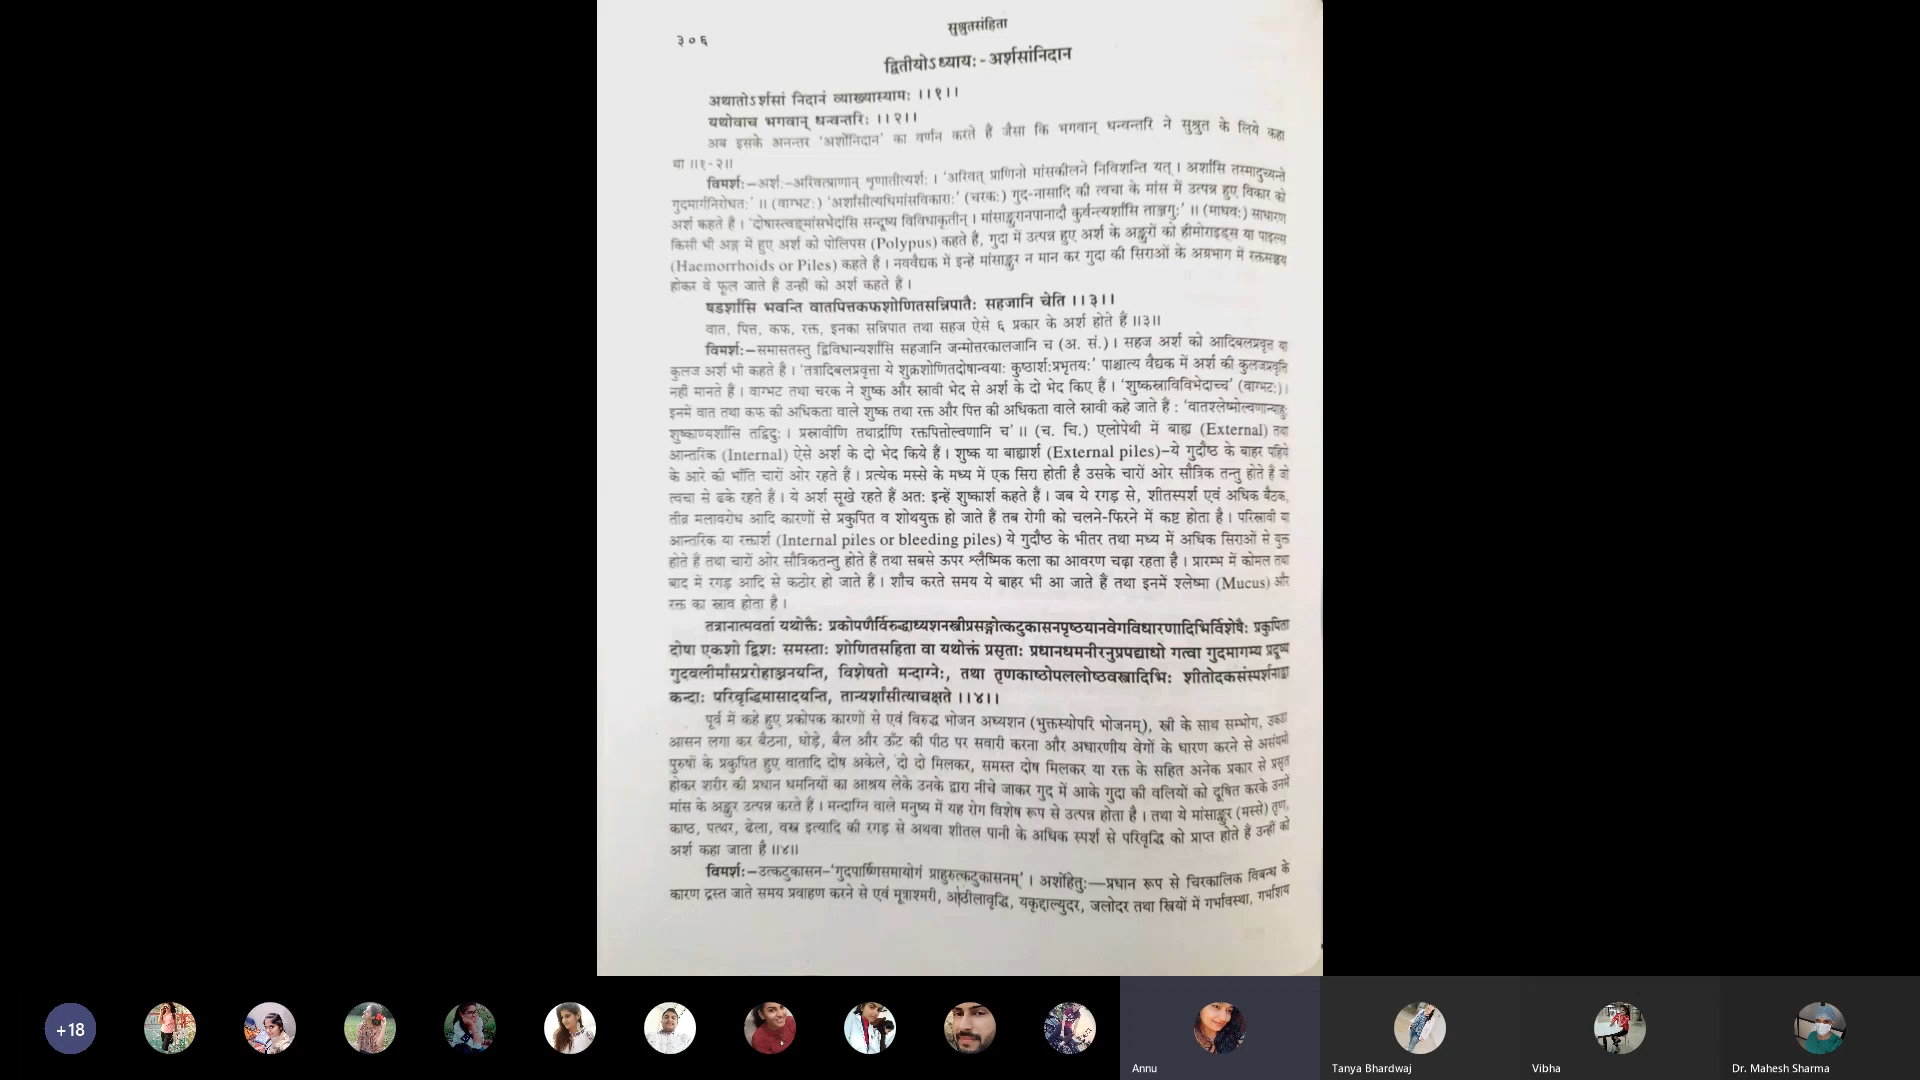 सुश्रुतसंहिता
३०६
द्वितीयोऽध्यायः - अर्शसांनिदान
अथातोऽर्शसां निदानं व्याख्यास्यामः ।।१।।
यथोवाच भगवान् धन्वन्तरिः ।।२।।
अब इसके अनन्तर ‘अर्शोनिदान’ का वर्णन करते हैं जैसा कि भगवान् धन्वन्तरि ने सुश्रुत के लिये कहा
था ॥१-२॥
विमर्शः—अर्शः—अरिवत्प्राणान् शृणातीत्यर्शः । ‘अरिवत् प्राणिनो मांसकीलने निविशन्ति यत् । अर्शांसि तस्मादुच्यन्ते
गुदमार्गनिरोधतः’ ॥ (वाग्भटः) ‘अर्शांसीत्यधिमांसविकाराः’ (चरकः) गुद-नासादि की त्वचा के मांस में उत्पन्न हुए विकार को
अर्श कहते हैं । ‘दोषास्त्वङ्मांसभेदांसि सन्दूष्य विविधाकृतीन् । मांसाङ्कुरानपानादौ कुर्वन्त्यर्शांसि ताञ्जगुः’ ॥ (माधवः) साधारण
किसी भी अङ्ग में हुए अर्श को पोलिपस (Polypus) कहते हैं, गुदा में उत्पन्न हुए अर्श के अङ्कुरों को हीमोराइड्स या पाइल्स
(Haemorrhoids or Piles) कहते हैं । नववैद्यक में इन्हें मांसाङ्कुर न मान कर गुदा की सिराओं के अग्रभाग में रक्तसञ्चय
होकर वे फूल जाते हैं उन्हीं को अर्श कहते हैं ।
षडर्शांसि भवन्ति वातपित्तकफशोणितसन्निपातैः सहजानि चेति ।।३।।
वात, पित्त, कफ, रक्त, इनका सन्निपात तथा सहज ऐसे ६ प्रकार के अर्श होते हैं ॥३॥
विमर्शः—समासतस्तु द्विविधान्यर्शांसि सहजानि जन्मोत्तरकालजानि च (अ. सं.) । सहज अर्श को आदिबलप्रवृत्त या
कुलज अर्श भी कहते हैं । ‘तत्रादिबलप्रवृत्ता ये शुक्रशोणितदोषान्वयाः कुष्ठार्शःप्रभृतयः’ पाश्चात्य वैद्यक में अर्श की कुलजप्रवृत्ति
नहीं मानते हैं । वाग्भट तथा चरक ने शुष्क और स्रावी भेद से अर्श के दो भेद किए हैं । ‘शुष्कस्राविविभेदाच्च’ (वाग्भटः)।
इनमें वात तथा कफ की अधिकता वाले शुष्क तथा रक्त और पित्त की अधिकता वाले स्रावी कहे जाते हैं : ‘वातश्लेष्मोल्वणान्याहुः
शुष्काण्यर्शांसि तद्विदुः । प्रस्रावीणि तथार्द्राणि रक्तपित्तोल्वणानि च’ ॥ (च. चि.) एलोपेथी में बाह्य (External) तथा
आन्तरिक (Internal) ऐसे अर्श के दो भेद किये हैं । शुष्क या बाह्यार्श (External piles)—ये गुदौष्ठ के बाहर पहिये
के आरे की भाँति चारों ओर रहते हैं । प्रत्येक मस्से के मध्य में एक सिरा होती है उसके चारों ओर सौत्रिक तन्तु होते हैं जो
त्वचा से ढके रहते हैं । ये अर्श सूखे रहते हैं अतः इन्हें शुष्कार्श कहते हैं । जब ये रगड़ से, शीतस्पर्श एवं अधिक बैठक,
तीव्र मलावरोध आदि कारणों से प्रकुपित व शोथयुक्त हो जाते हैं तब रोगी को चलने-फिरने में कष्ट होता है । परिस्रावी या
आन्तरिक या रक्तार्श (Internal piles or bleeding piles) ये गुदौष्ठ के भीतर तथा मध्य में अधिक सिराओं से युक्त
होते हैं तथा चारों ओर सौत्रिकतन्तु होते हैं तथा सबसे ऊपर श्लैष्मिक कला का आवरण चढ़ा रहता है । प्रारम्भ में कोमल तथा
बाद में रगड़ आदि से कठोर हो जाते हैं । शौच करते समय ये बाहर भी आ जाते हैं तथा इनमें श्लेष्मा (Mucus) और
रक्त का स्राव होता है ।
तत्रानात्मवतां यथोक्तैः प्रकोपणैर्विरुद्धाध्यशनस्त्रीप्रसङ्गोत्कटुकासनपृष्ठयानवेगविधारणादिभिर्विशेषैः प्रकुपिता
दोषा एकशो द्विशः समस्ताः शोणितसहिता वा यथोक्तं प्रसृताः प्रधानधमनीरनुप्रपद्याधो गत्वा गुदमागम्य प्रदूष्य
गुदवलीर्मांसप्ररोहाञ्जनयन्ति, विशेषतो मन्दाग्नेः, तथा तृणकाष्ठोपललोष्ठवस्त्रादिभिः शीतोदकसंस्पर्शनाद्वा
कन्दाः परिवृद्धिमासादयन्ति, तान्यर्शांसीत्याचक्षते ।।४।।
पूर्व में कहे हुए प्रकोपक कारणों से एवं विरुद्ध भोजन अध्यशन (भुक्तस्योपरि भोजनम्), स्त्री के साथ सम्भोग, उकडा
आसन लगा कर बैठना, घोड़े, बैल और ऊँट की पीठ पर सवारी करना और अधारणीय वेगों के धारण करने से असंयमी
पुरुषों के प्रकुपित हुए वातादि दोष अकेले, दो दो मिलकर, समस्त दोष मिलकर या रक्त के सहित अनेक प्रकार से प्रसृत
होकर शरीर की प्रधान धमनियों का आश्रय लेके उनके द्वारा नीचे जाकर गुद में आके गुदा की वलियों को दूषित करके उनमें
मांस के अङ्कुर उत्पन्न करते हैं । मन्दाग्नि वाले मनुष्य में यह रोग विशेष रूप से उत्पन्न होता है । तथा ये मांसाङ्कुर (मस्से) तृण,
काष्ठ, पत्थर, ढेला, वस्त्र इत्यादि की रगड़ से अथवा शीतल पानी के अधिक स्पर्श से परिवृद्धि को प्राप्त होते हैं उन्हीं को
अर्श कहा जाता है ॥४॥
विमर्शः—उत्कटुकासन—‘गुदपार्ष्णिसमायोगं प्राहुरुत्कटुकासनम्’ । अर्शोहेतुः—प्रधान रूप से चिरकालिक विबन्ध के
कारण द्रस्त जाते समय प्रवाहण करने से एवं मूत्राश्मरी, अष्ठीलावृद्धि, यकृद्दाल्युदर, जलोदर तथा स्त्रियों में गर्भावस्था, गर्भाशय
+18
Annu
Tanya Bhardwaj
Vibha
Dr. Mahesh Sharma